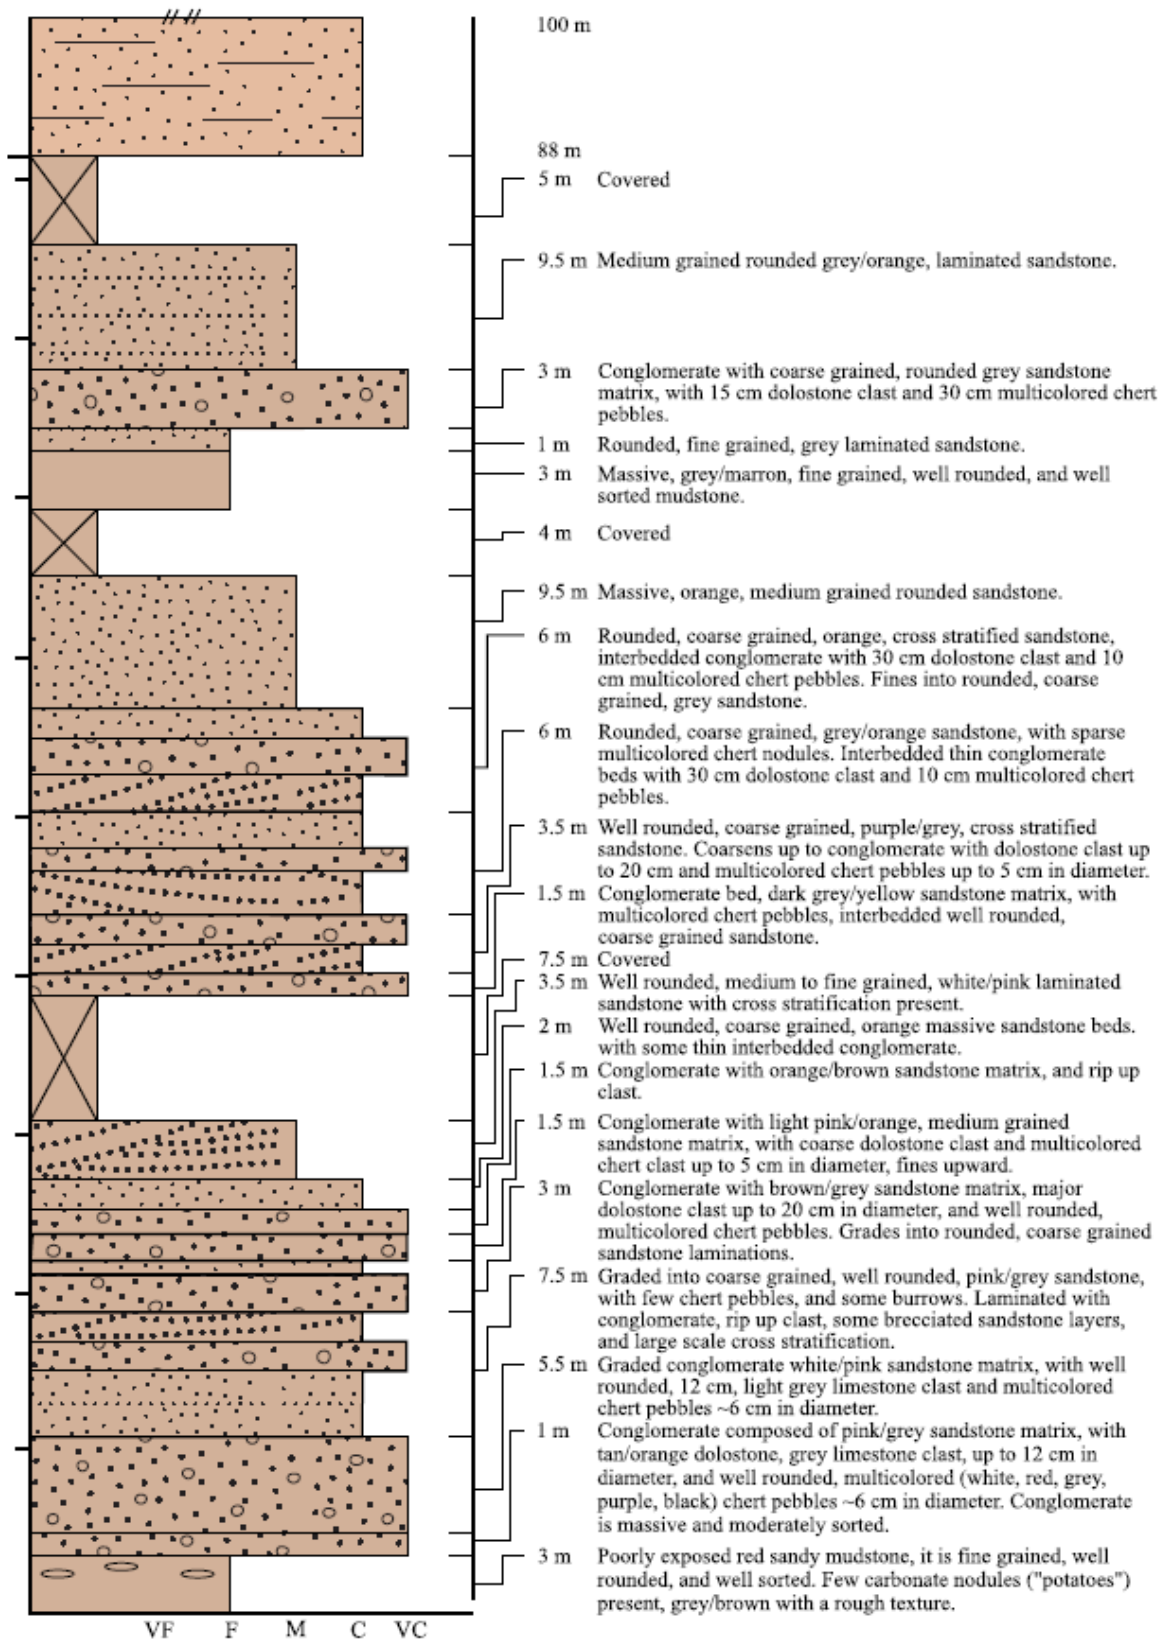 100 m
88 m
5 m Covered
9.5 m Medium grained rounded grey/orange, laminated sandstone.
3 m Conglomerate with coarse grained, rounded grey sandstone
matrix, with 15 cm dolostone clast and 30 cm multicolored chert
pebbles.
1 m Rounded, fine grained, grey laminated sandstone.
3 m Massive, grey/marron, fine grained, well rounded, and well
sorted mudstone.
4 m Covered
9.5 m Massive, orange, medium grained rounded sandstone.
6 m Rounded, coarse grained, orange, cross stratified sandstone,
interbedded conglomerate with 30 cm dolostone clast and 10
cm multicolored chert pebbles. Fines into rounded, coarse
grained, grey sandstone.
6 m Rounded, coarse grained, grey/orange sandstone, with sparse
multicolored chert nodules. Interbedded thin conglomerate
beds with 30 cm dolostone clast and 10 cm multicolored chert
pebbles.
3.5 m Well rounded, coarse grained, purple/grey, cross stratified
sandstone. Coarsens up to conglomerate with dolostone clast up
to 20 cm and multicolored chert pebbles up to 5 cm in diameter.
1.5 m Conglomerate bed, dark grey/yellow sandstone matrix, with
multicolored chert pebbles, interbedded well rounded,
coarse grained sandstone.
7.5 m Covered
3.5 m Well rounded, medium to fine grained, white/pink laminated
sandstone with cross stratification present.
2 m Well rounded, coarse grained, orange massive sandstone beds.
with some thin interbedded conglomerate.
1.5 m Conglomerate with orange/brown sandstone matrix, and rip up
clast.
1.5 m Conglomerate with light pink/orange, medium grained
sandstone matrix, with coarse dolostone clast and multicolored
chert clast up to 5 cm in diameter, fines upward.
3 m Conglomerate with brown/grey sandstone matrix, major
dolostone clast up to 20 cm in diameter, and well rounded,
multicolored chert pebbles. Grades into rounded, coarse grained
sandstone laminations.
7.5 m Graded into coarse grained, well rounded, pink/grey sandstone,
with few chert pebbles, and some burrows. Laminated with
conglomerate, rip up clast, some brecciated sandstone layers,
and large scale cross stratification.
5.5 m Graded conglomerate white/pink sandstone matrix, with well
rounded, 12 cm, light grey limestone clast and multicolored
chert pebbles ~6 cm in diameter.
1 m Conglomerate composed of pink/grey sandstone matrix, with
tan/orange dolostone, grey limestone clast, up to 12 cm in
diameter, and well rounded, multicolored (white, red, grey,
purple, black) chert pebbles ~6 cm in diameter. Conglomerate
is massive and moderately sorted.
3 m Poorly exposed red sandy mudstone, it is fine grained, well
rounded, and well sorted. Few carbonate nodules ("potatoes")
present, grey/brown with a rough texture.
VF F M C VC